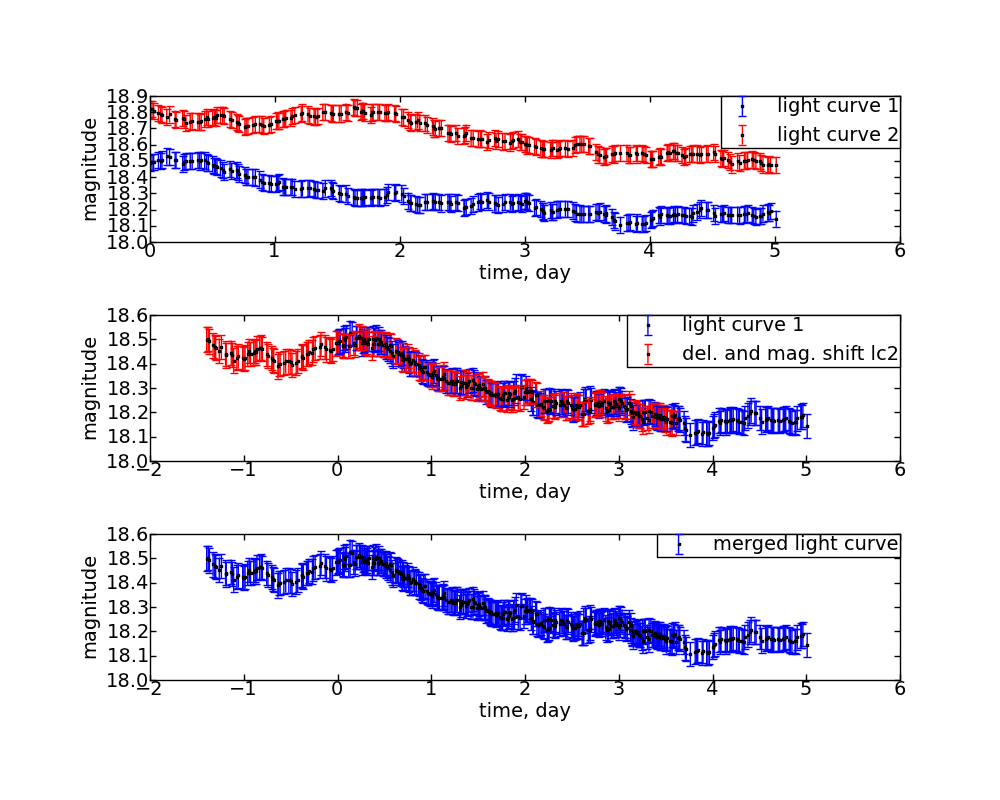 18.9
18.8
18.7
18.6
18.5
18.4
18.3
18.2
18.1
18.0
magnitude
light curve 1
light curve 2
0 1 2 3 4 5 6
time, day
18.6
18.5
18.4
18.3
18.2
18.1
18.0
magnitude
light curve 1
del. and mag. shift lc2
−2 −1 0 1 2 3 4 5 6
time, day
18.6
18.5
18.4
18.3
18.2
18.1
18.0
magnitude
merged light curve
−2 −1 0 1 2 3 4 5 6
time, day